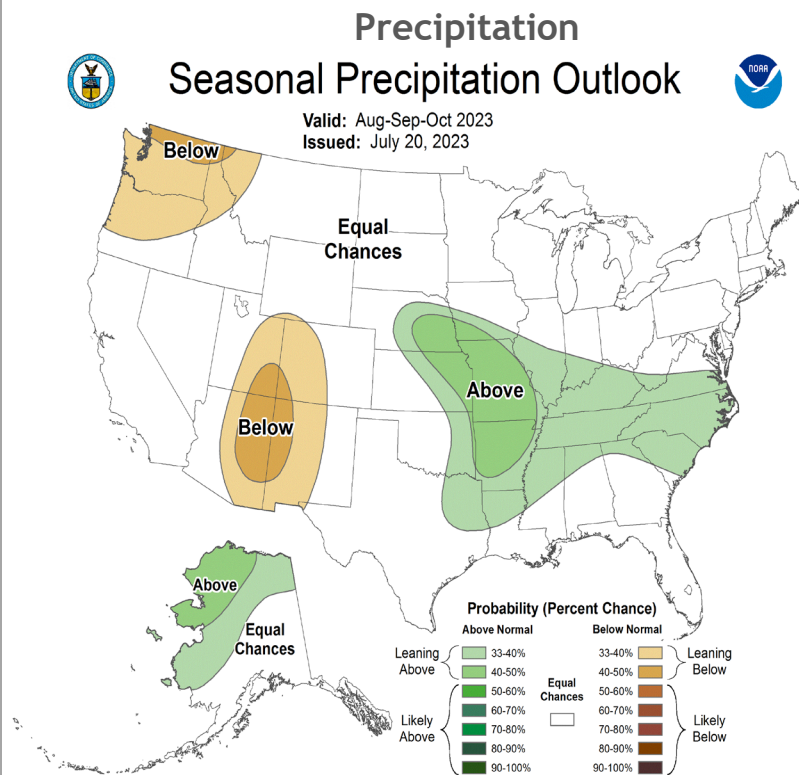 Precipitation
Seasonal Precipitation Outlook
NOAA
Valid: Aug-Sep-Oct 2023
Issued: July 20, 2023
Below
Equal
Chances
Above
Below
Above
Equal
Chances
Probability (Percent Chance)
Above Normal
Below Normal
Leaning
Above
33-40%
40-50%
50-60%
60-70%
70-80%
80-90%
90-100%
Likely
Above
Equal
Chances
33-40%
40-50%
50-60%
60-70%
70-80%
80-90%
90-100%
Leaning
Below
Likely
Below